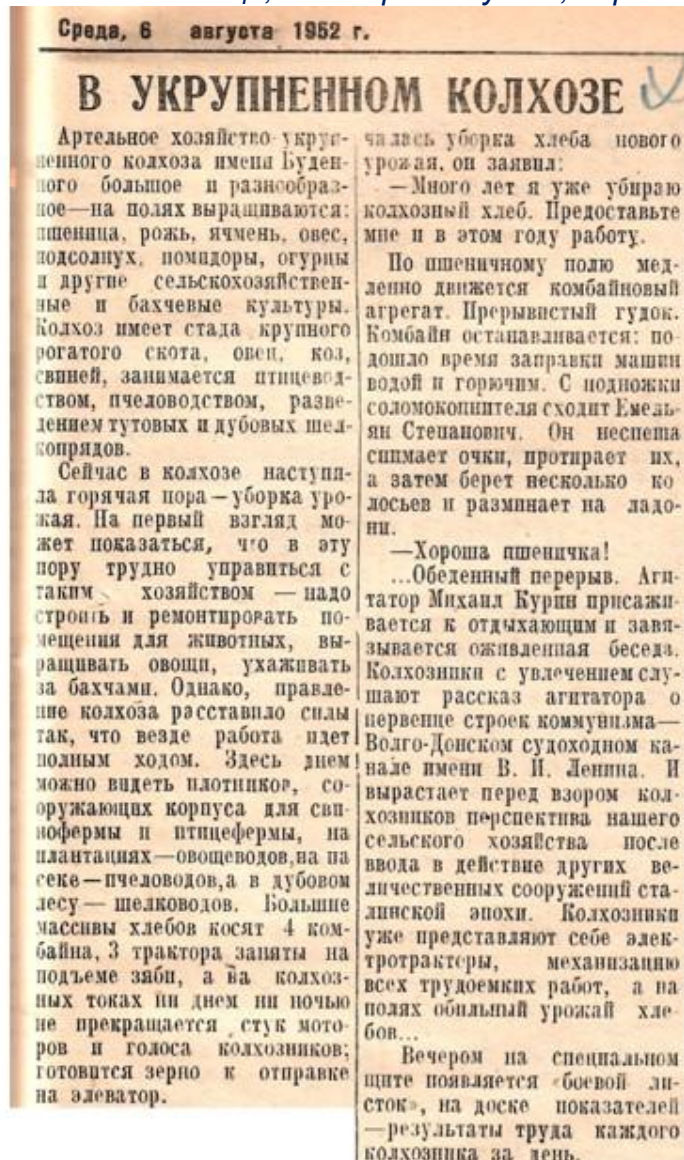 Среда, 6 августа 1952 г.
В УКРУПНЕННОМ КОЛХОЗЕ
Артельное хозяйство укруп-
ненного колхоза имени Буден-
ного большое и разнообраз-
ное—на полях выращиваются:
пшеница, рожь, ячмень, овес,
подсолнух, помидоры, огурцы
и другие сельскохозяйствен-
ные и бахчевые культуры.
Колхоз имеет стада крупного
рогатого скота, овец, коз,
свиней, занимается птицевод-
ством, пчеловодством, разве-
дением тутовых и дубовых шел-
копрядов.
Сейчас в колхозе наступи-
ла горячая пора—уборка уро-
жая. На первый взгляд мо-
жет показаться, что в эту
пору трудно управиться с
таким хозяйством — надо
строить и ремонтировать по-
мещения для животных, вы-
ращивать овощи, ухаживать
за бахчами. Однако, правле-
ние колхоза расставило силы
так, что везде работа идет
полным ходом. Здесь днем
можно видеть плотников, со-
оружающих корпуса для сви-
нофермы и птицефермы, на
плантациях—овощеводов, на па
секе—пчеловодов, а в дубовом
лесу — шелководов. Большие
массивы хлебов косят 4 ком-
байна, 3 трактора заняты на
подъеме зяби, а на колхоз-
ных токах ни днем ни ночью
не прекращается стук мото-
ров и голоса колхозников;
готовится зерно к отправке
на элеватор.
чалась уборка хлеба нового
урожая, он заявил:
—Много лет я уже убираю
колхозный хлеб. Предоставьте
мне и в этом году работу.
По пшеничному полю мед-
ленно движется комбайновый
агрегат. Прерывистый гудок.
Комбайн останавливается: по-
дошло время заправки машин
водой и горючим. С подножки
соломокопнителя сходит Емель-
ян Степанович. Он неспеша
снимает очки, протирает их,
а затем берет несколько ко
лосьев и разминает на ладо-
ни.
—Хороша пшеничка!
...Обеденный перерыв. Аги-
татор Михаил Курин присажи-
вается к отдыхающим и завя-
зывается оживленная беседа.
Колхозники с увлечением слу-
шают рассказ агитатора о
первенце строек коммунизма—
Волго-Донском судоходном ка-
нале имени В. И. Ленина. И
вырастает перед взором кол-
хозников перспектива нашего
сельского хозяйства после
ввода в действие других ве-
личественных сооружений ста-
линской эпохи. Колхозники
уже представляют себе элек-
тротракторы, механизацию
всех трудоемких работ, а на
полях обильный урожай хле-
бов...
Вечером на специальном
щите появляется «боевой ли-
сток», на доске показателей
—результаты труда каждого
колхозника за день.